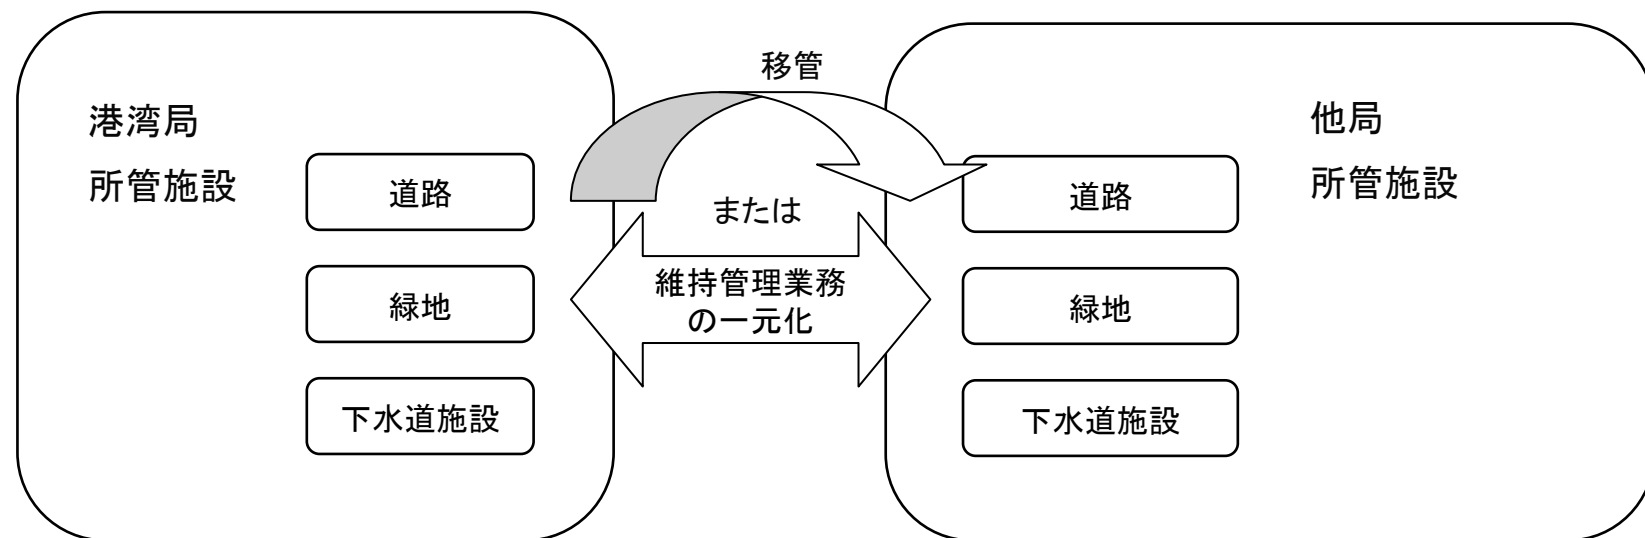 港湾局
所管施設
道路
緑地
下水道施設
移管
または
維持管理業務
の一元化
他局
所管施設
道路
緑地
下水道施設